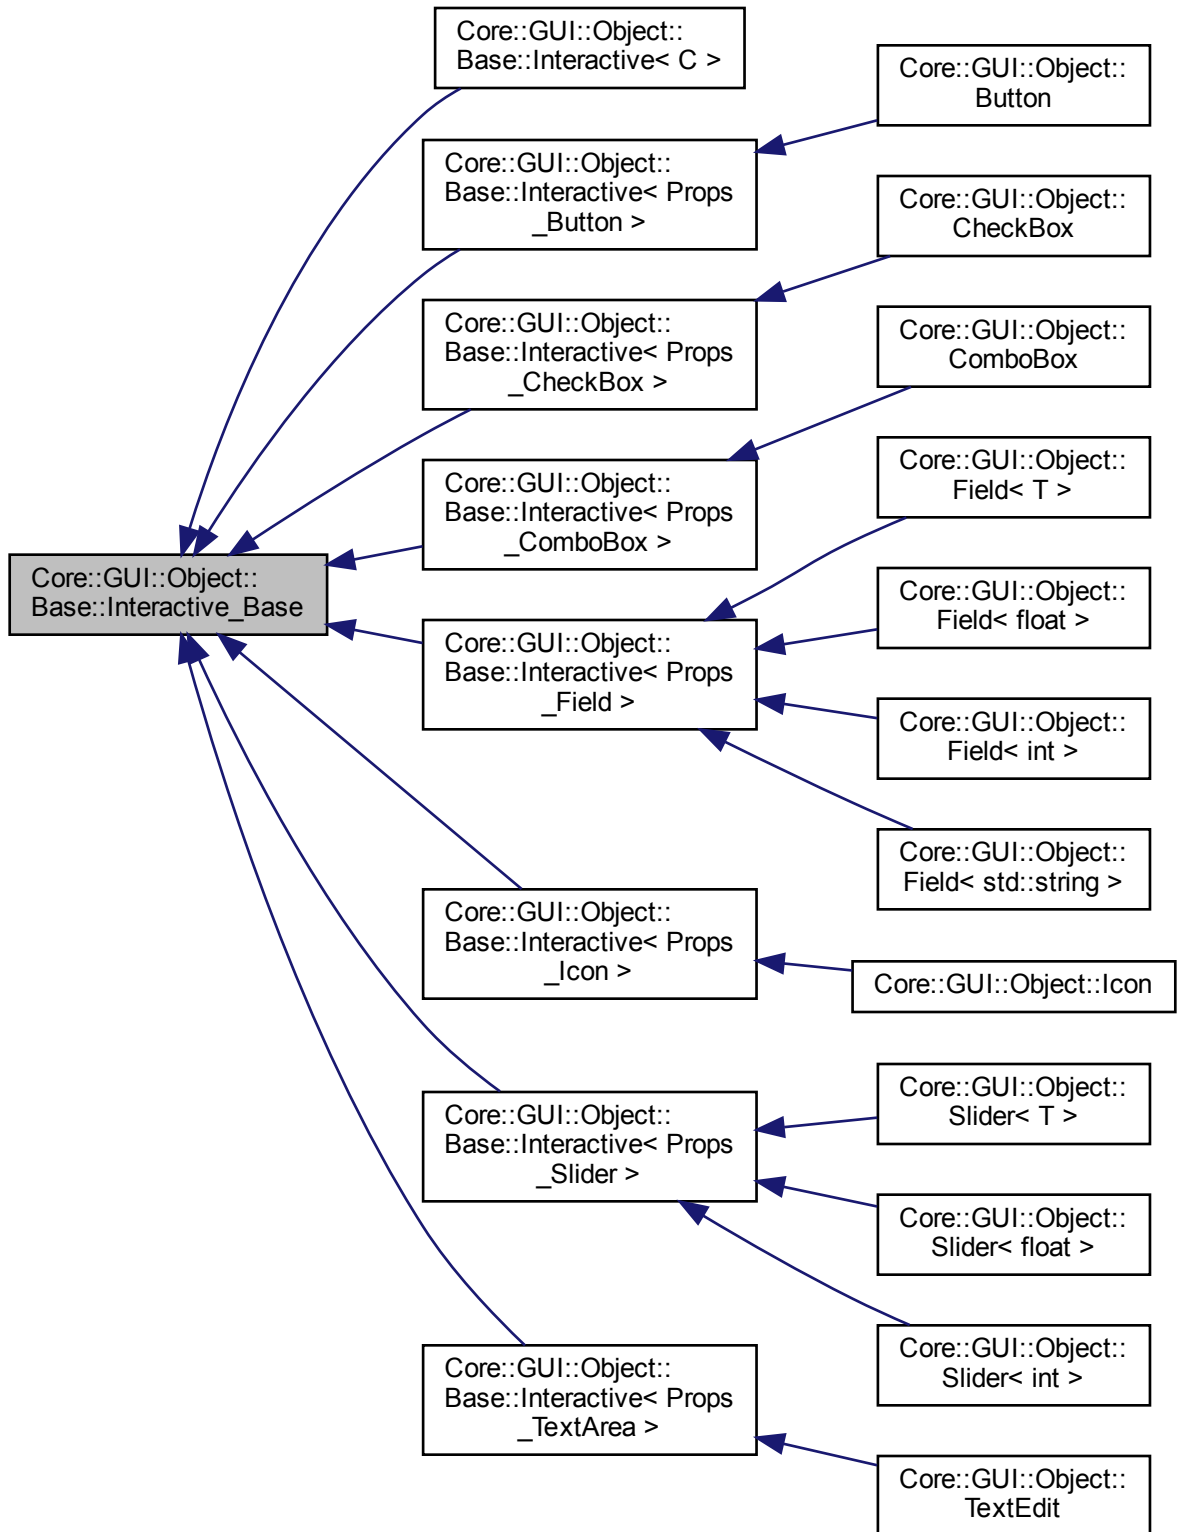 Core::GUI::Object::
Base::Interactive_Base
Core::GUI::Object::
Base::Interactive< C >
Core::GUI::Object::
Base::Interactive< Props
_Button >
Core::GUI::Object::
Base::Interactive< Props
_CheckBox >
Core::GUI::Object::
Base::Interactive< Props
_ComboBox >
Core::GUI::Object::
Base::Interactive< Props
_Field >
Core::GUI::Object::
Base::Interactive< Props
_Icon >
Core::GUI::Object::
Base::Interactive< Props
_Slider >
Core::GUI::Object::
Base::Interactive< Props
_TextArea >
Core::GUI::Object::
Button
Core::GUI::Object::
CheckBox
Core::GUI::Object::
ComboBox
Core::GUI::Object::
Field< T >
Core::GUI::Object::
Field< float >
Core::GUI::Object::
Field< int >
Core::GUI::Object::
Field< std::string >
Core::GUI::Object::Icon
Core::GUI::Object::
Slider< T >
Core::GUI::Object::
Slider< float >
Core::GUI::Object::
Slider< int >
Core::GUI::Object::
TextEdit